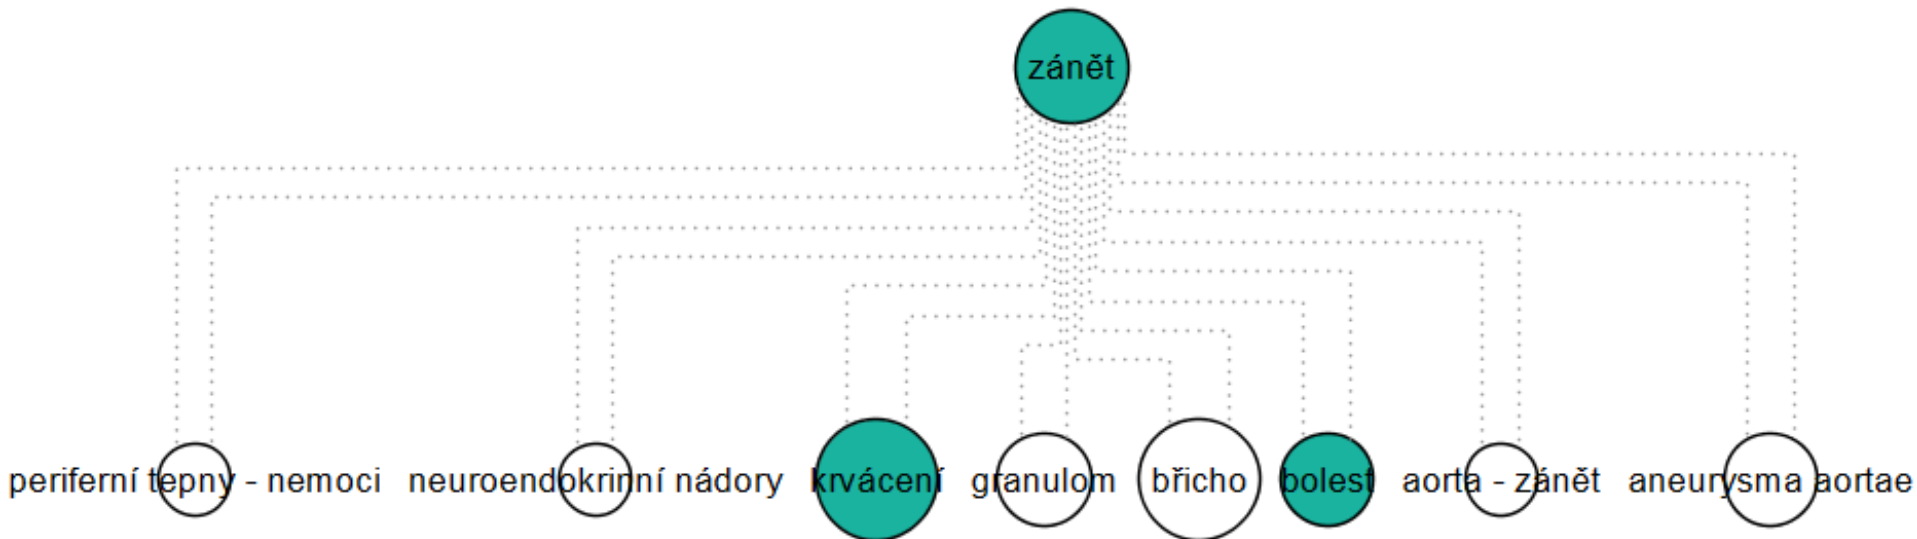 zánět
periferní tepny - nemoci neuroendokrinní nádory krvácení granulom břicho bolest aorta - zánět aneurysma aortae